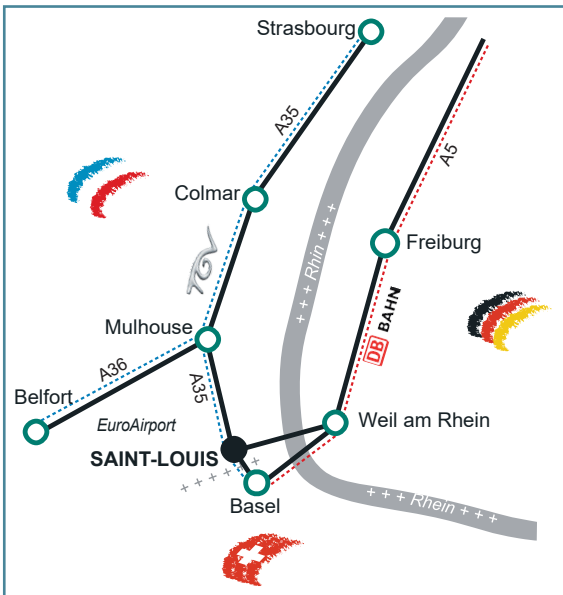 Strasbourg
A35
A5
Colmar
+ + + Rhin + + +
Freiburg
TGV
Mulhouse
DB BAHN
A36
A35
Belfort
EuroAirport
Weil am Rhein
SAINT-LOUIS
+ + + + + + +
Basel
+ + + Rhein + + +